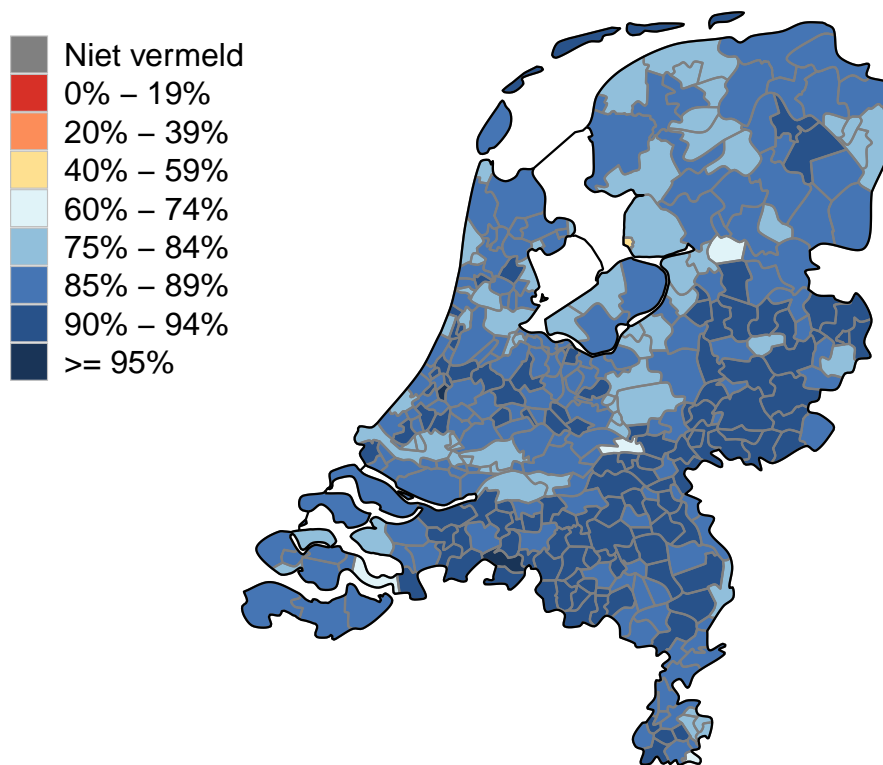 Niet vermeld
0% – 19%
20% – 39%
40% – 59%
60% – 74%
75% – 84%
85% – 89%
90% – 94%
>= 95%